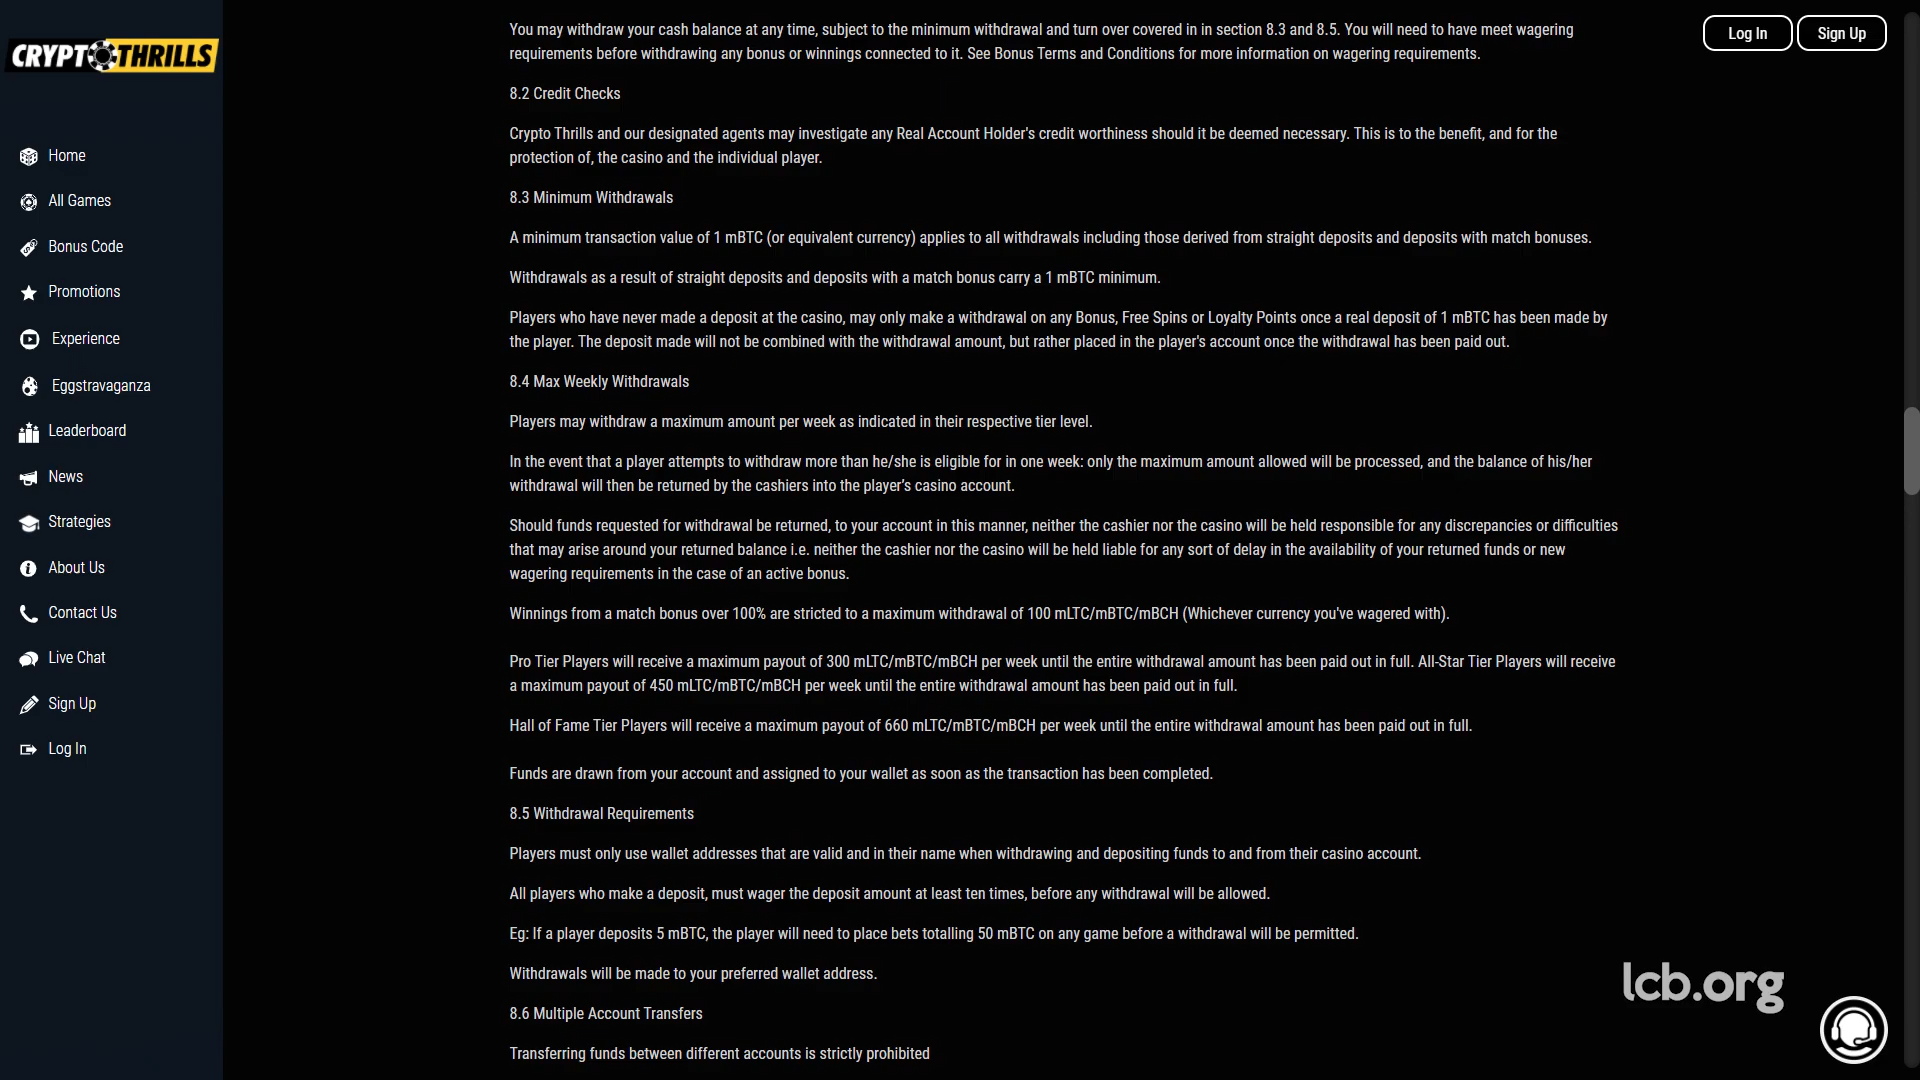 CRYPTOTHRILLS
Home
All Games
Bonus Code
Promotions
Experience
Eggstravaganza
Leaderboard
News
Strategies
About Us
Contact Us
Live Chat
Sign Up
Log In
Log In
Sign Up
You may withdraw your cash balance at any time, subject to the minimum withdrawal and turn over covered in in section 8.3 and 8.5. You will need to have meet wagering
requirements before withdrawing any bonus or winnings connected to it. See Bonus Terms and Conditions for more information on wagering requirements.
8.2 Credit Checks
Crypto Thrills and our designated agents may investigate any Real Account Holder's credit worthiness should it be deemed necessary. This is to the benefit, and for the
protection of, the casino and the individual player.
8.3 Minimum Withdrawals
A minimum transaction value of 1 mBTC (or equivalent currency) applies to all withdrawals including those derived from straight deposits and deposits with match bonuses.
Withdrawals as a result of straight deposits and deposits with a match bonus carry a 1 mBTC minimum.
Players who have never made a deposit at the casino, may only make a withdrawal on any Bonus, Free Spins or Loyalty Points once a real deposit of 1 mBTC has been made by
the player. The deposit made will not be combined with the withdrawal amount, but rather placed in the player's account once the withdrawal has been paid out.
8.4 Max Weekly Withdrawals
Players may withdraw a maximum amount per week as indicated in their respective tier level.
In the event that a player attempts to withdraw more than he/she is eligible for in one week: only the maximum amount allowed will be processed, and the balance of his/her
withdrawal will then be returned by the cashiers into the player’s casino account.
Should funds requested for withdrawal be returned, to your account in this manner, neither the cashier nor the casino will be held responsible for any discrepancies or difficulties
that may arise around your returned balance i.e. neither the cashier nor the casino will be held liable for any sort of delay in the availability of your returned funds or new
wagering requirements in the case of an active bonus.
Winnings from a match bonus over 100% are stricted to a maximum withdrawal of 100 mLTC/mBTC/mBCH (Whichever currency you've wagered with).
Pro Tier Players will receive a maximum payout of 300 mLTC/mBTC/mBCH per week until the entire withdrawal amount has been paid out in full. All-Star Tier Players will receive
a maximum payout of 450 mLTC/mBTC/mBCH per week until the entire withdrawal amount has been paid out in full.
Hall of Fame Tier Players will receive a maximum payout of 660 mLTC/mBTC/mBCH per week until the entire withdrawal amount has been paid out in full.
Funds are drawn from your account and assigned to your wallet as soon as the transaction has been completed.
8.5 Withdrawal Requirements
Players must only use wallet addresses that are valid and in their name when withdrawing and depositing funds to and from their casino account.
All players who make a deposit, must wager the deposit amount at least ten times, before any withdrawal will be allowed.
Eg: If a player deposits 5 mBTC, the player will need to place bets totalling 50 mBTC on any game before a withdrawal will be permitted.
Withdrawals will be made to your preferred wallet address.
8.6 Multiple Account Transfers
Transferring funds between different accounts is strictly prohibited
lcb.org